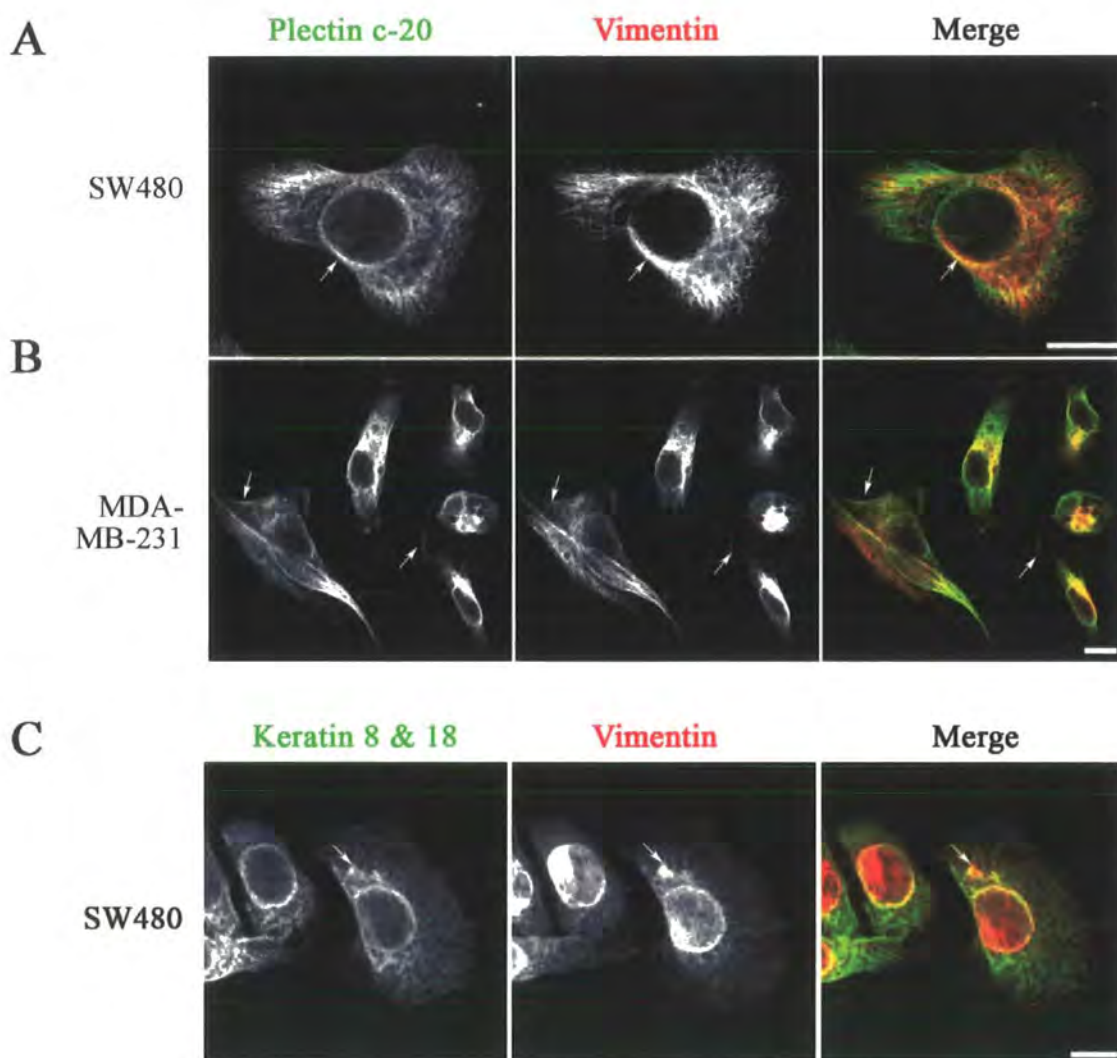 A
Plectin c-20 Vimentin Merge
SW480
B
MDA-
MB-231
C
Keratin 8 & 18 Vimentin Merge
SW480